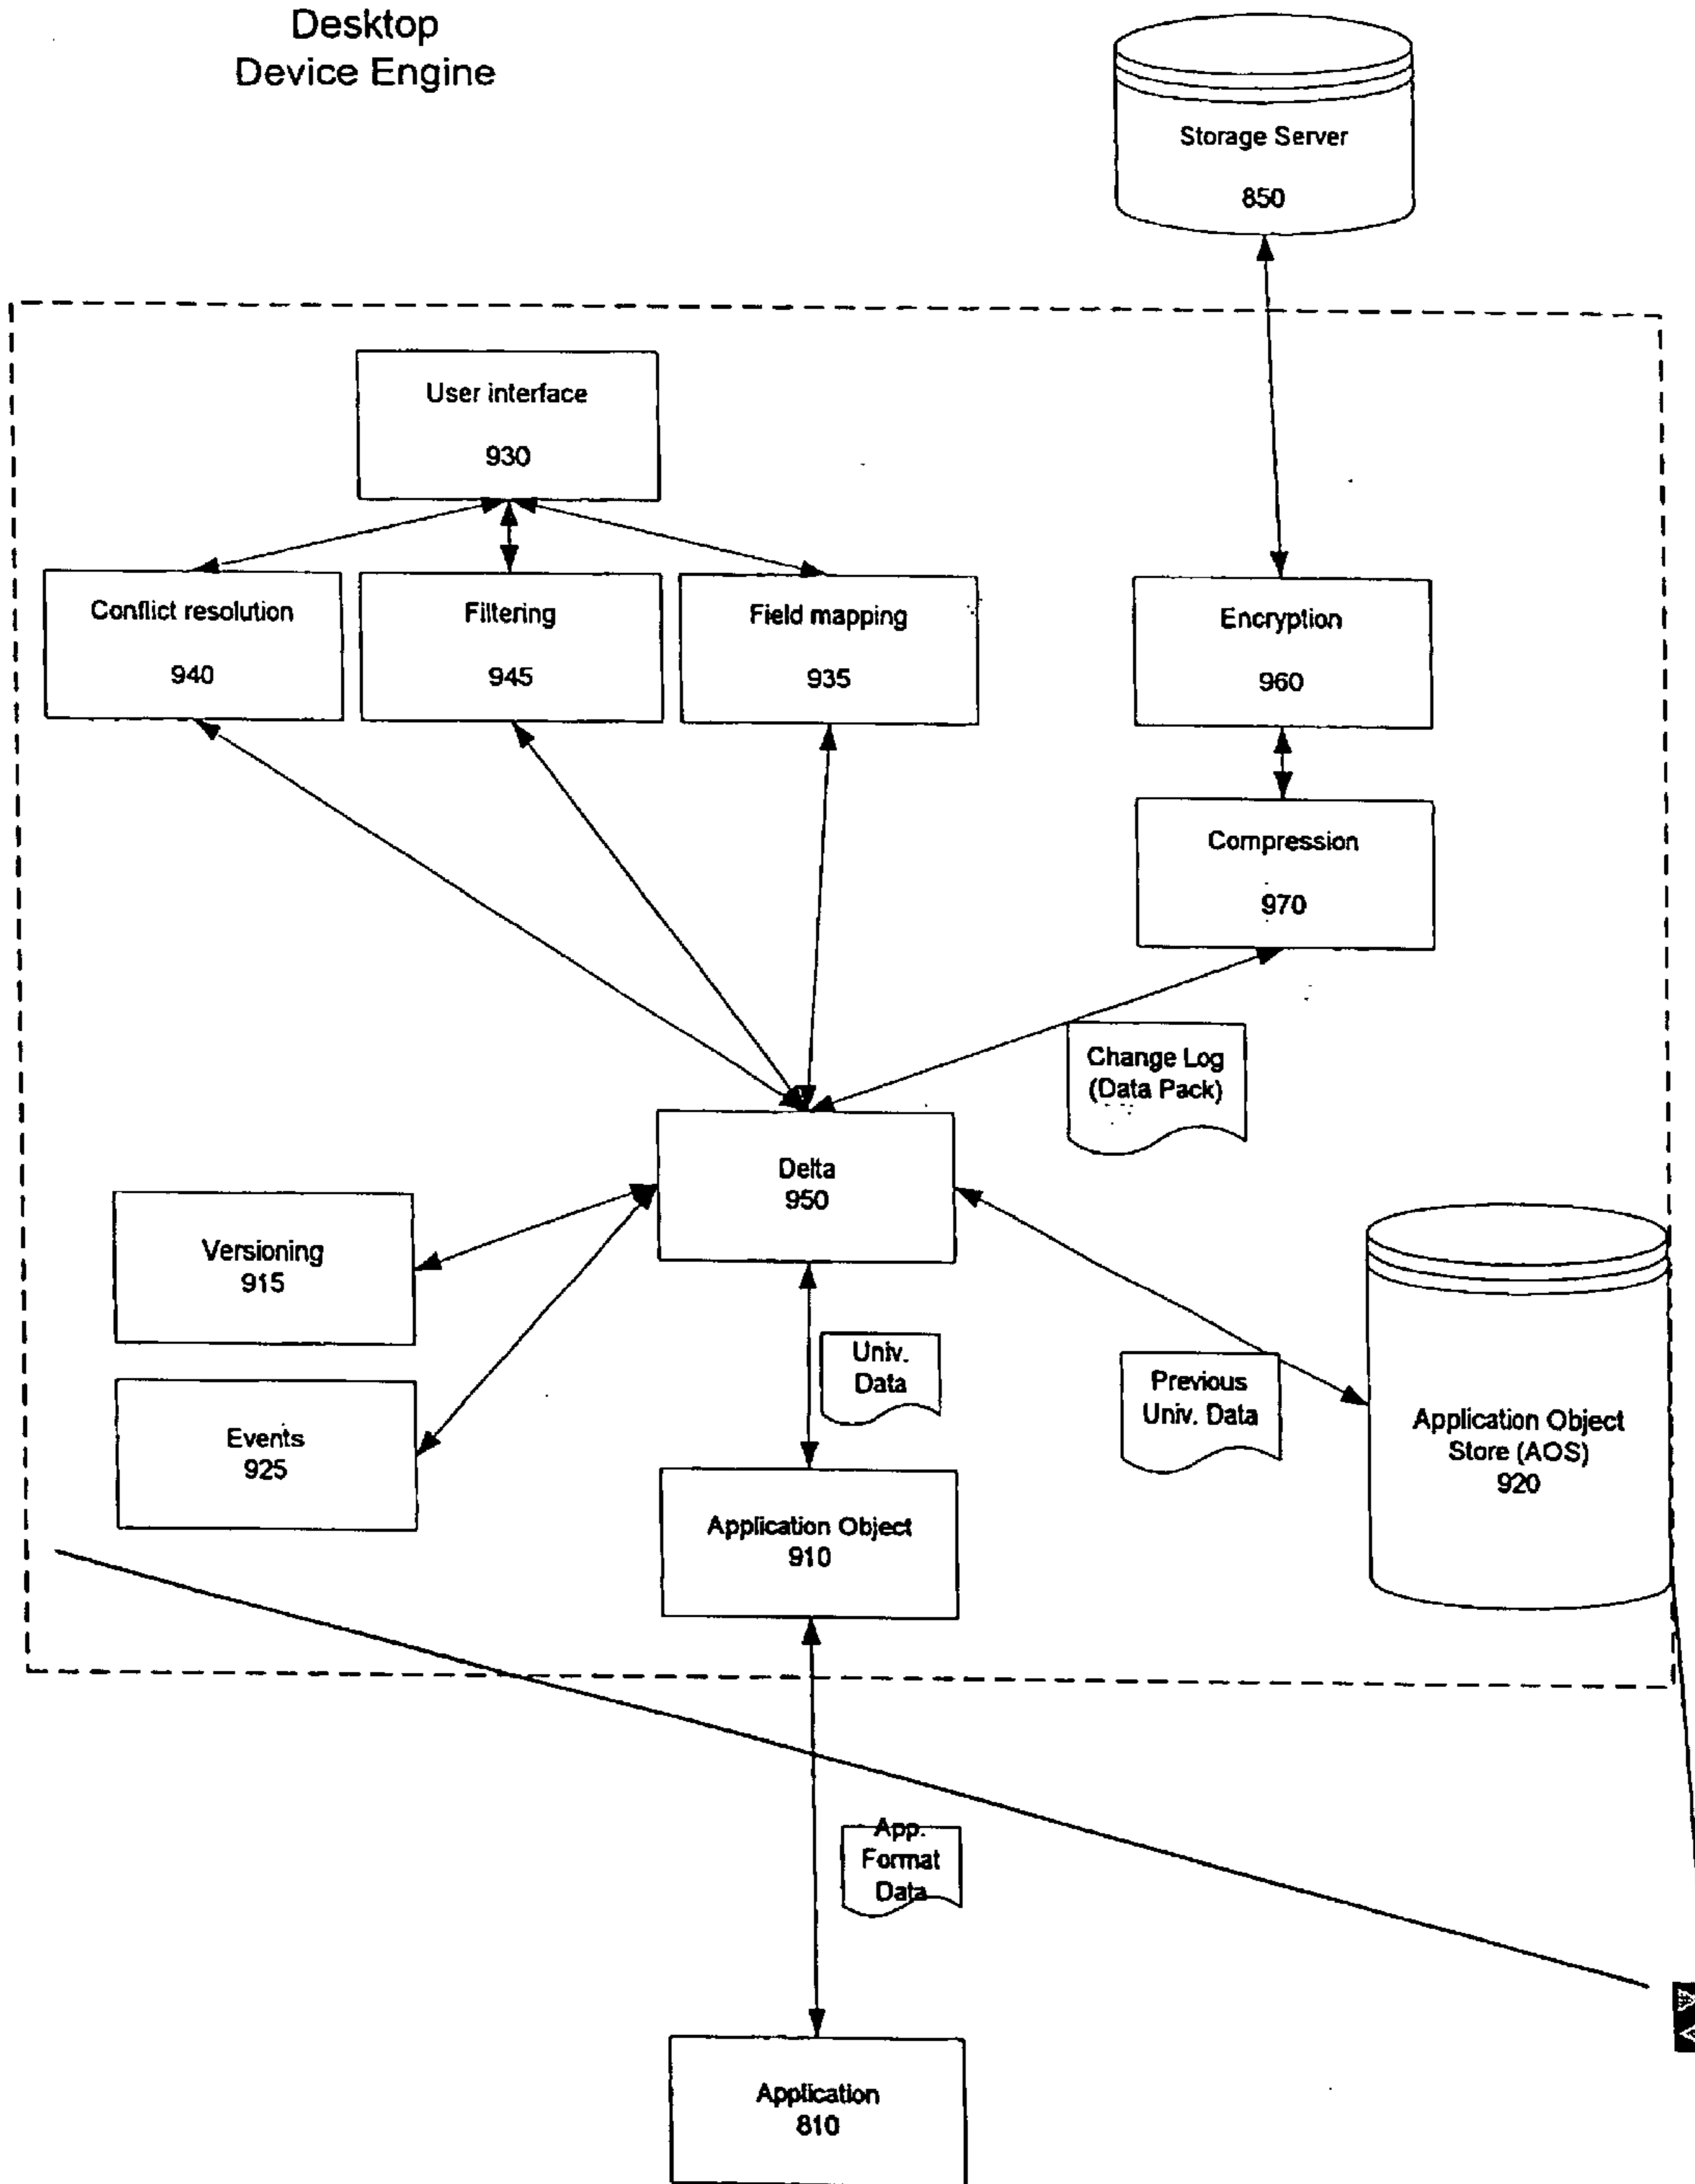 Desktop
Device Engine
Storage Server
850
User interface
930
Conflict resolution
940
Filtering
945
Field mapping
935
Encryption
960
Compression
970
Change Log
(Data Pack)
Delta
950
Versioning
915
Events
925
Univ.
Data
Previous
Univ. Data
Application Object
Store (AOS)
920
Application Object
910
App.
Format
Data
Application
810